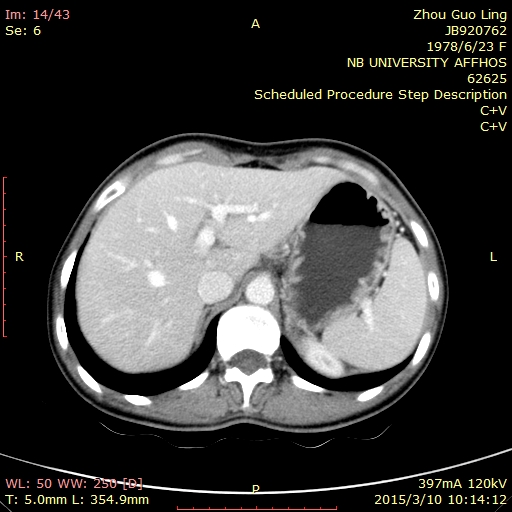 Im: 14/43
Se: 6
A
Zhou Guo Ling
JB920762
1978/6/23 F
NB UNIVERSITY AFFHOS
62625
Scheduled Procedure Step Description
C+V
C+V
R
L
WL: 50 WW: 250 [D]
T: 5.0mm L: 354.9mm
P
397mA 120kV
2015/3/10 10:14:12